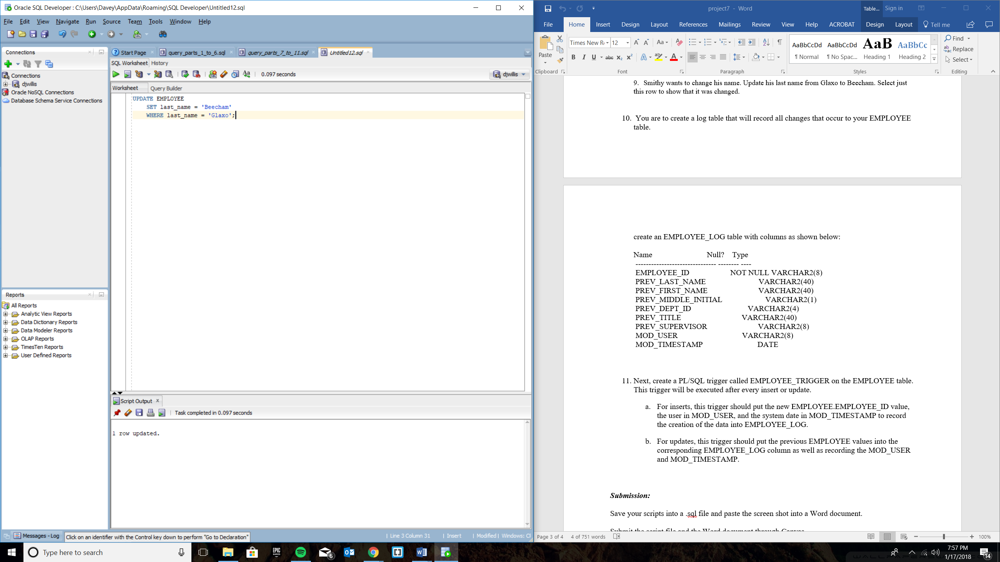 Oracle SQL Developer : C:\Users\Davey\AppData\Roaming\SQL Developer\Untitled12.sql
File Edit View Navigate Run Source Team Tools Window Help
Connections
Connections
djwillis
Oracle NoSQL Connections
Database Schema Service Connections
Reports
All Reports
Analytic View Reports
Data Dictionary Reports
Data Modeler Reports
OLAP Reports
TimesTen Reports
User Defined Reports
Start Page query_parts_1_to_6.sql query_parts_7_to_11.sql Untitled12.sql
SQL Worksheet History
0.097 seconds djwillis
Worksheet Query Builder
UPDATE EMPLOYEE
SET last_name = 'Beecham'
WHERE last_name = 'Glaxo';
Script Output
Task completed in 0.097 seconds
1 row updated.
Messages - Log Click on an identifier with the Control key down to perform "Go to Declaration" Line 3 Column 31 Insert Modified Windows:
project7 - Word Table... Sign in
File Home Insert Design Layout References Mailings Review View Help ACROBAT Design Layout Tell me
Paste
Clipboard
Times New R 12
Font
Paragraph
AaBbCcDd AaBbCcDd AaB AaBbCc
¶ Normal ¶ No Spac... Heading 1 Heading 2
Styles
Find
Replace
Select
Editing
9. Smithy wants to change his name. Update his last name from Glaxo to Beecham. Select just
this row to show that it was changed.
10. You are to create a log table that will record all changes that occur to your EMPLOYEE
table.
create an EMPLOYEE_LOG table with columns as shown below:
Name Null? Type
------------------------------- -------- ----
EMPLOYEE_ID NOT NULL VARCHAR2(8)
PREV_LAST_NAME VARCHAR2(40)
PREV_FIRST_NAME VARCHAR2(40)
PREV_MIDDLE_INITIAL VARCHAR2(1)
PREV_DEPT_ID VARCHAR2(4)
PREV_TITLE VARCHAR2(40)
PREV_SUPERVISOR VARCHAR2(8)
MOD_USER VARCHAR2(8)
MOD_TIMESTAMP DATE
11. Next, create a PL/SQL trigger called EMPLOYEE_TRIGGER on the EMPLOYEE table.
This trigger will be executed after every insert or update.
a. For inserts, this trigger should put the new EMPLOYEE.EMPLOYEE_ID value,
the user in MOD_USER, and the system date in MOD_TIMESTAMP to record
the creation of the data into EMPLOYEE_LOG.
b. For updates, this trigger should put the previous EMPLOYEE values into the
corresponding EMPLOYEE_LOG column as well as recording the MOD_USER
and MOD_TIMESTAMP.
Submission:
Save your scripts into a .sql file and paste the screen shot into a Word document.
Submit the script file and the Word document through Canvas
Page 3 of 4 4 of 751 words 100%
Type here to search
EPIC GAMES
6
7:57 PM
1/17/2018
14